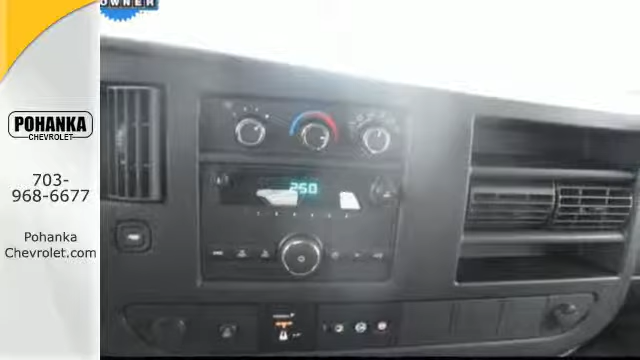 OWNER
POHANKA
CHEVROLET
703-
968-6677
Pohanka
Chevrolet.com
250